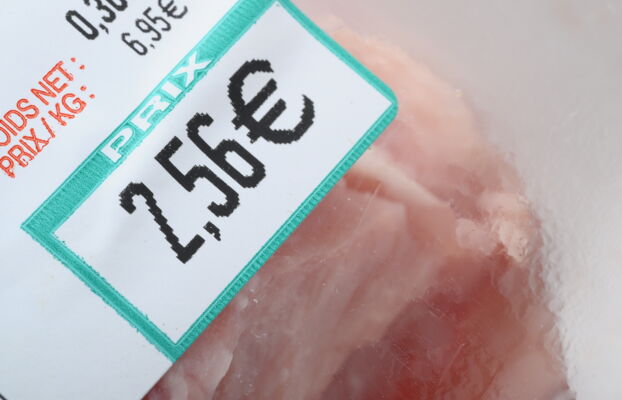 POIDS NET :
PRIX / KG :
6,95€
PRIX
2,56€